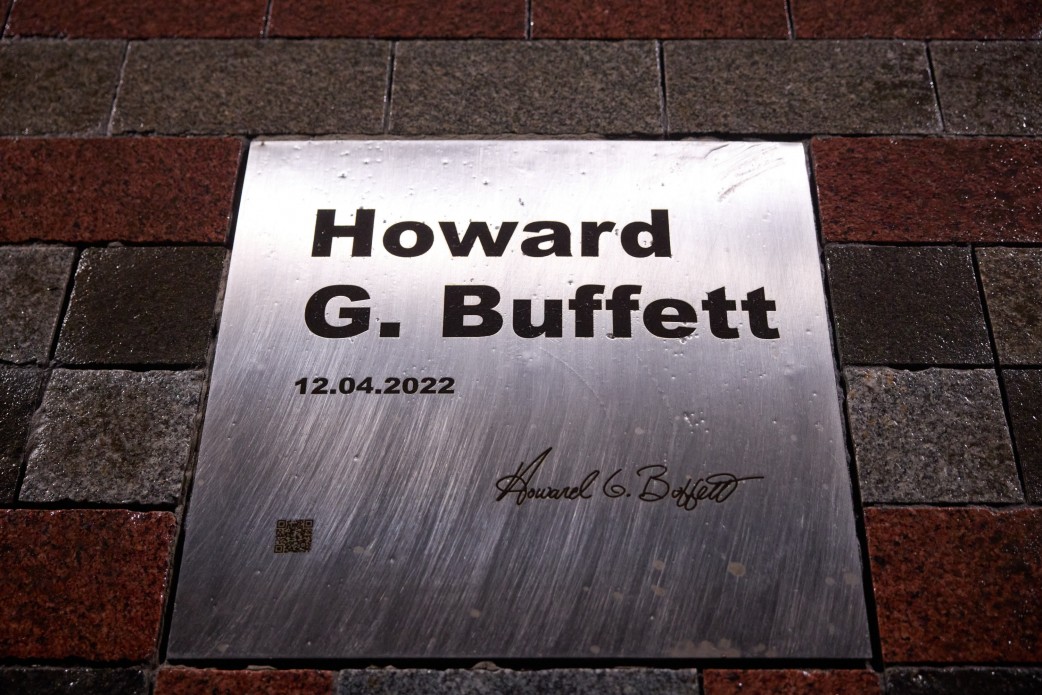 Howard
G. Buffett
12.04.2022
Howard G. Buffett